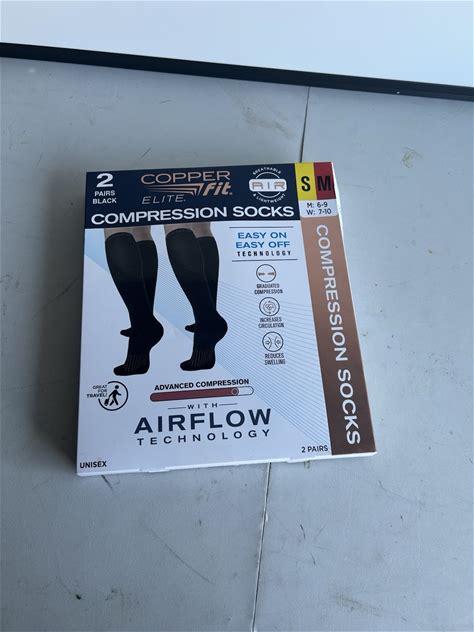 2
PAIRS
BLACK
COPPER
Fit
ELITE
COMPRESSION SOCKS
BREATHABLE
AIR
& LIGHTWEIGHT
S M
M: 6-9
W: 7-10
EASY ON
EASY OFF
TECHNOLOGY
GRADUATED
COMPRESSION
INCREASES
CIRCULATION
REDUCES
SWELLING
COMPRESSION SOCKS
GREAT FOR
TRAVEL!
ADVANCED COMPRESSION
WITH
AIRFLOW
TECHNOLOGY
UNISEX
2 PAIRS